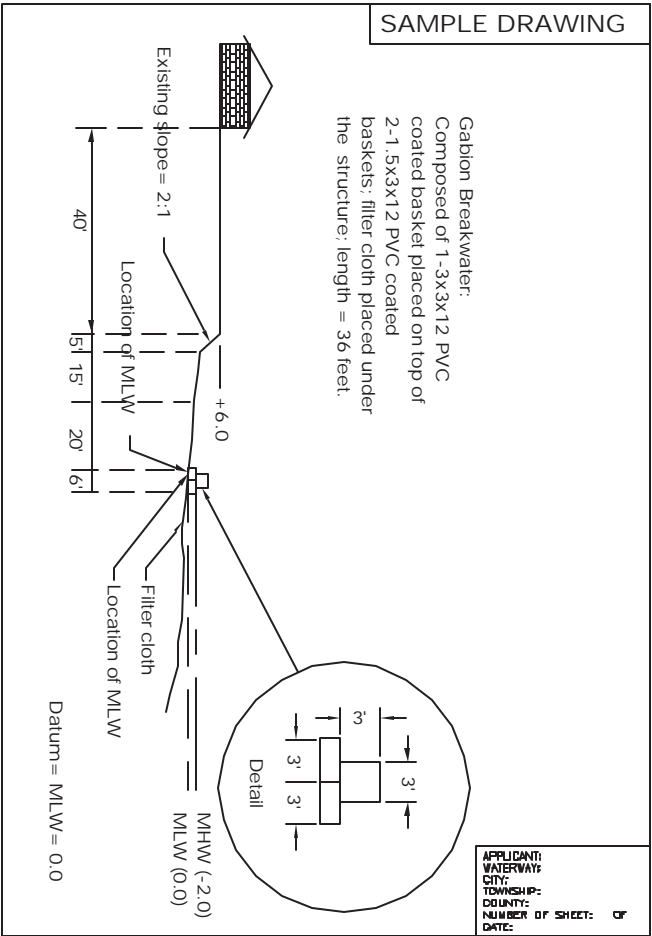 SAMPLE DRAWING
Gabion Breakwater:
Composed of 1-3x3x12 PVC
coated basket placed on top of
2-1.5x3x12 PVC coated
baskets; filter cloth placed under
the structure; length = 36 feet.
Existing slope= 2:1
+6.0
40'
5'
15'
20'
6'
Location of MLW
Filter cloth
Location of MLW
3'
3'
3'
3'
Detail
MHW (-2.0)
MLW (0.0)
Datum= MLW= 0.0
APPLICANT:
WATERWAY:
CITY:
TOWNSHIP:
COUNTY:
NUMBER OF SHEET: OF
DATE: